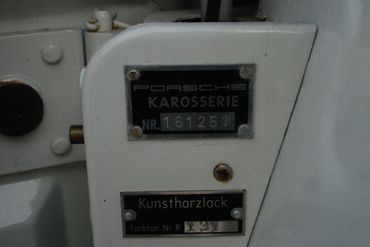 PORSCHE
KAROSSERIE
NR. 161251
Kunstharzlack
Farbton Nr R